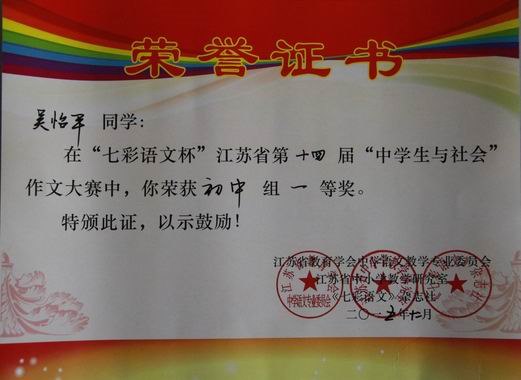 荣誉证书
吴怡平 同学：
在“七彩语文杯”江苏省第 十四 届“中学生与社会”
作文大赛中，你荣获 初中 组 一 等奖。
特颁此证，以示鼓励！
江苏省教育学会中学语文教学专业委员会
江苏省中小学教学研究室
《七彩语文》杂志社
二〇一五年十二月